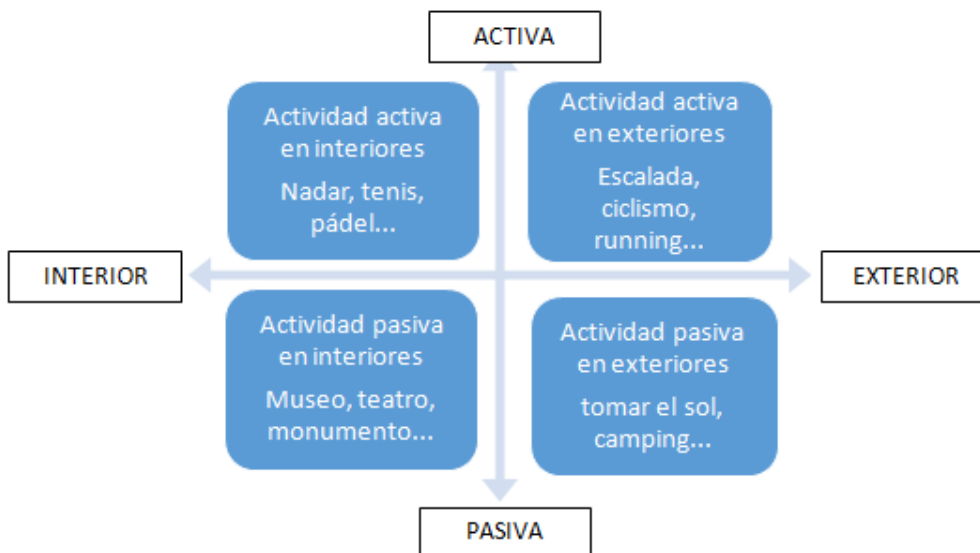 ACTIVA
Actividad activa
en interiores
Nadar, tenis,
pádel...
Actividad activa
en exteriores
Escalada,
ciclismo,
running...
INTERIOR
EXTERIOR
Actividad pasiva
en interiores
Museo, teatro,
monumento...
Actividad pasiva
en exteriores
tomar el sol,
camping...
PASIVA